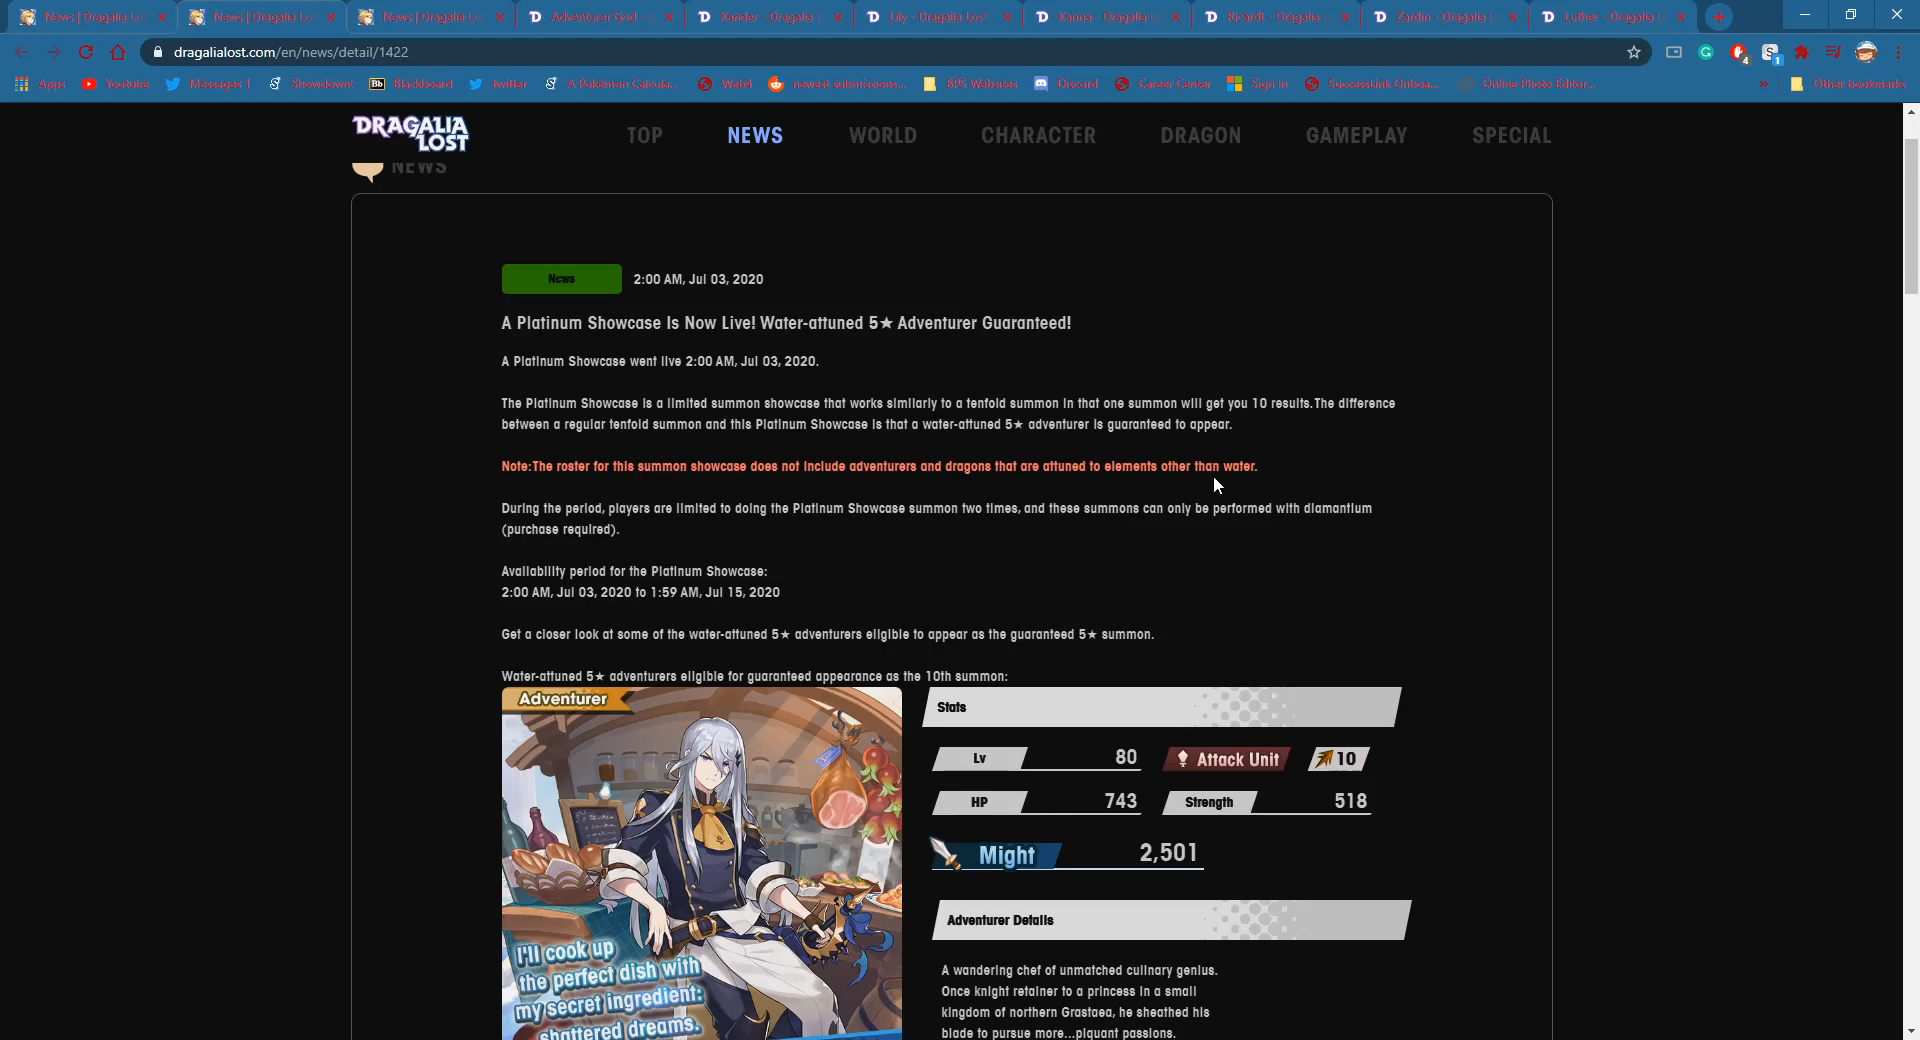 News | Dragalia Los
News | Dragalia Los
News | Dragalia Los
Adventurer Grid -
Xander - Dragalia L
Lily - Dragalia Lost
Karina - Dragalia L
Ricardt - Dragalia
Zardin - Dragalia L
Luther - Dragalia L
dragalialost.com/en/news/detail/1422
4
S
1
Apps
Youtube
Messages 1
Showdown!
Bb
Blackboard
twitter
A Pokémon Calcula...
newest submissions...
BPS Websites
Discord
Career Center
Sign In
SuccessLink Onboa...
Online Photo Editor...
»
Other bookmarks
DRAGALIA LOST
TOP
NEWS
WORLD
CHARACTER
DRAGON
GAMEPLAY
SPECIAL
NEWS
News
2:00 AM, Jul 03, 2020
A Platinum Showcase Is Now Live! Water-attuned 5★ Adventurer Guaranteed!
A Platinum Showcase went live 2:00 AM, Jul 03, 2020.
The Platinum Showcase is a limited summon showcase that works similarly to a tenfold summon in that one summon will get you 10 results.The difference
between a regular tenfold summon and this Platinum Showcase is that a water-attuned 5★ adventurer is guaranteed to appear.
Note:The roster for this summon showcase does not include adventurers and dragons that are attuned to elements other than water.
During the period, players are limited to doing the Platinum Showcase summon two times, and these summons can only be performed with diamantium
(purchase required).
Availability period for the Platinum Showcase:
2:00 AM, Jul 03, 2020 to 1:59 AM, Jul 15, 2020
Get a closer look at some of the water-attuned 5★ adventurers eligible to appear as the guaranteed 5★ summon.
Water-attuned 5★ adventurers eligible for guaranteed appearance as the 10th summon:
Adventurer
Stats
Lv
80
Attack Unit
10
HP
743
Strength
518
Might
2,501
Adventurer Details
I'll cook up
the perfect dish with
my secret ingredient:
shattered dreams.
A wandering chef of unmatched culinary genius.
Once knight retainer to a princess in a small
kingdom of northern Grastaea, he sheathed his
blade to pursue more...piquant passions.